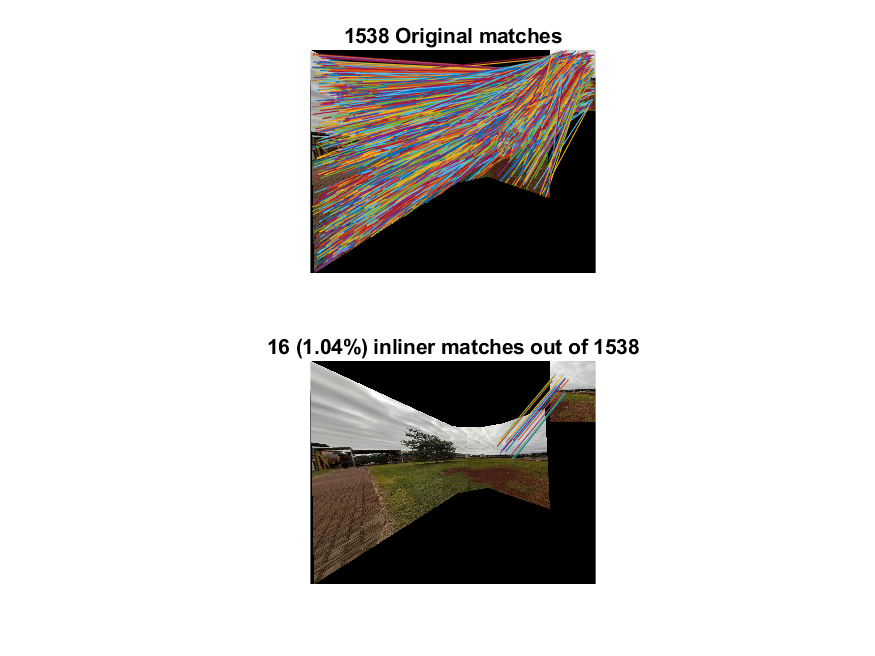 1538 Original matches
16 (1.04%) inliner matches out of 1538